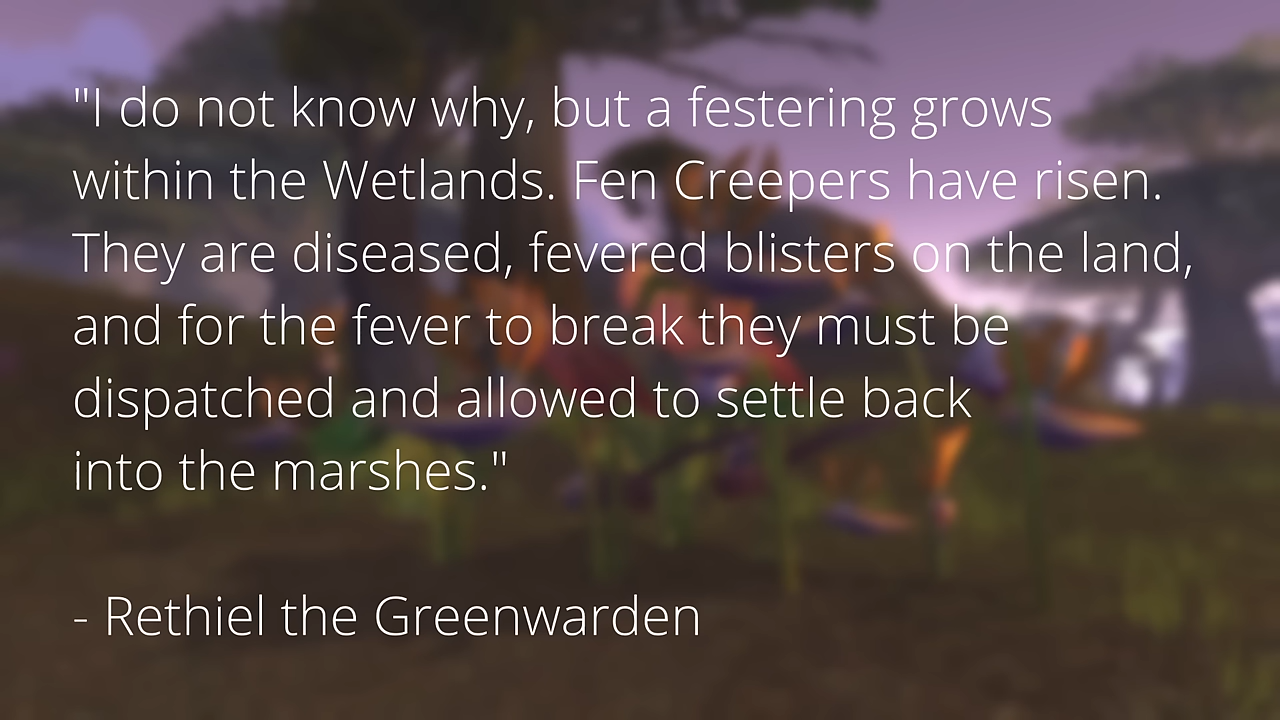 "I do not know why, but a festering grows
within the Wetlands. Fen Creepers have risen.
They are diseased, fevered blisters on the land,
and for the fever to break they must be
dispatched and allowed to settle back
into the marshes."
- Rethiel the Greenwarden